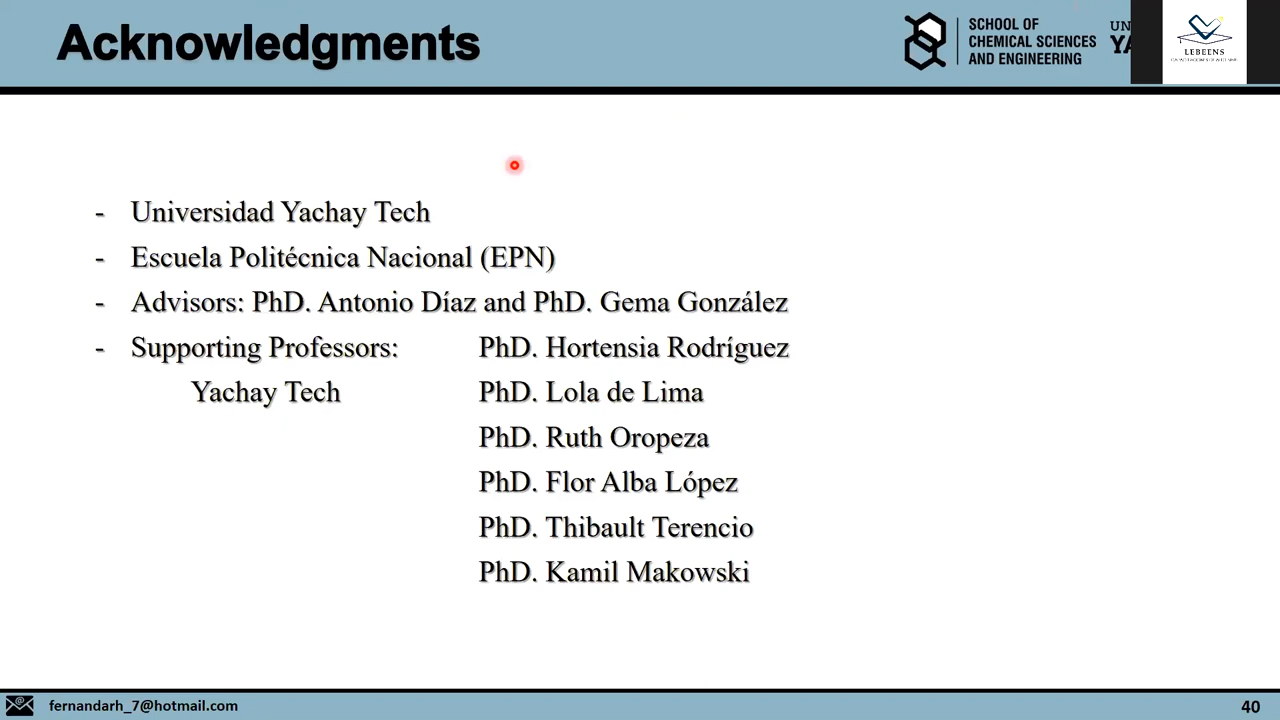 Acknowledgments
SCHOOL OF
CHEMICAL SCIENCES
AND ENGINEERING
UN
YA
LEBEENS
- Universidad Yachay Tech
- Escuela Politécnica Nacional (EPN)
- Advisors: PhD. Antonio Díaz and PhD. Gema González
- Supporting Professors: PhD. Hortensia Rodríguez
Yachay Tech PhD. Lola de Lima
PhD. Ruth Oropeza
PhD. Flor Alba López
PhD. Thibault Terencio
PhD. Kamil Makowski
fernandarh_7@hotmail.com
40